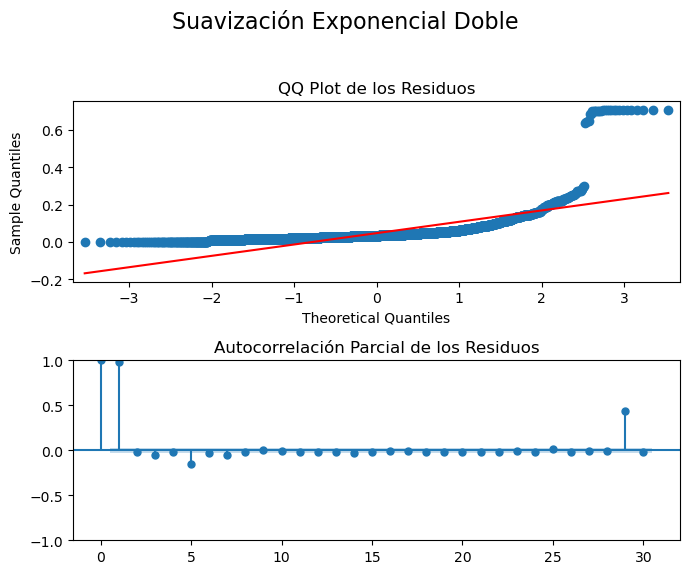 Suavización Exponencial Doble
QQ Plot de los Residuos
Sample Quantiles
0.6
0.4
0.2
0.0
−0.2
−3 −2 −1 0 1 2 3
Theoretical Quantiles
Autocorrelación Parcial de los Residuos
1.0
0.5
0.0
−0.5
−1.0
0 5 10 15 20 25 30